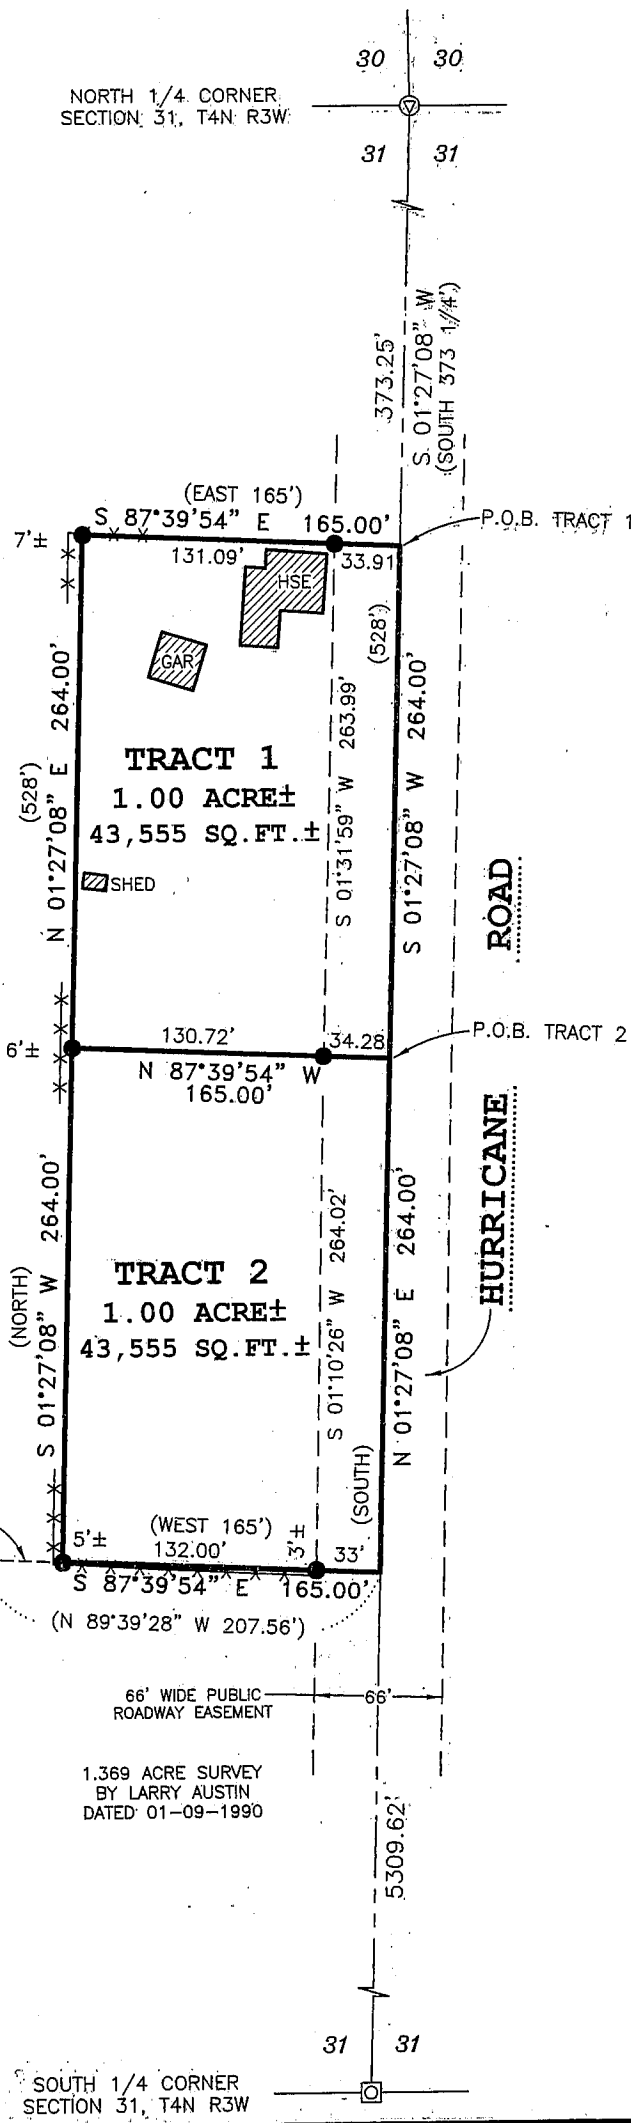 30 30
NORTH 1/4 CORNER
SECTION 31, T4N R3W
31 31
373.25'
S 01°27'08" W
(SOUTH 373 1/4')
(EAST 165')
S 87°39'54" E 165.00'
P.O.B. TRACT 1
7'±
131.09'
33.91
HSE
(528')
GAR
N 01°27'08" E 264.00'
(528')
S 01°31'59" W 263.99'
S 01°27'08" W 264.00'
TRACT 1
1.00 ACRE±
43,555 SQ.FT.±
SHED
ROAD
130.72'
34.28
P.O.B. TRACT 2
6'±
N 87°39'54" W
165.00'
HURRICANE
S 01°27'08" W 264.00'
(NORTH)
S 01°10'26" W 264.02'
N 01°27'08" E 264.00'
(SOUTH)
TRACT 2
1.00 ACRE±
43,555 SQ.FT.±
(WEST 165')
5'±
132.00'
3'±
33'
S 87°39'54" E 165.00'
(N 89°39'28" W 207.56')
66' WIDE PUBLIC
ROADWAY EASEMENT
66'
1.369 ACRE SURVEY
BY LARRY AUSTIN
DATED 01-09-1990
5309.62'
31 31
SOUTH 1/4 CORNER
SECTION 31, T4N R3W